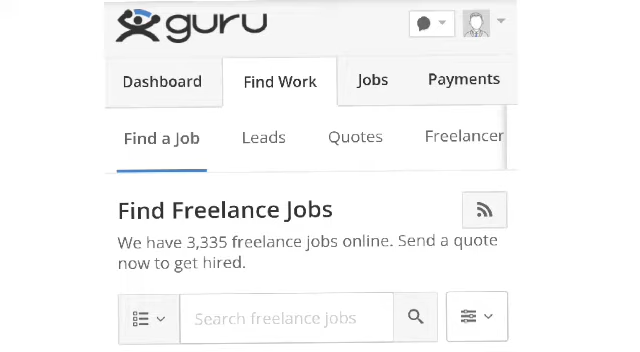 guru
Dashboard Find Work Jobs Payments
Find a Job Leads Quotes Freelancer
Find Freelance Jobs
We have 3,335 freelance jobs online. Send a quote
now to get hired.
Search freelance jobs